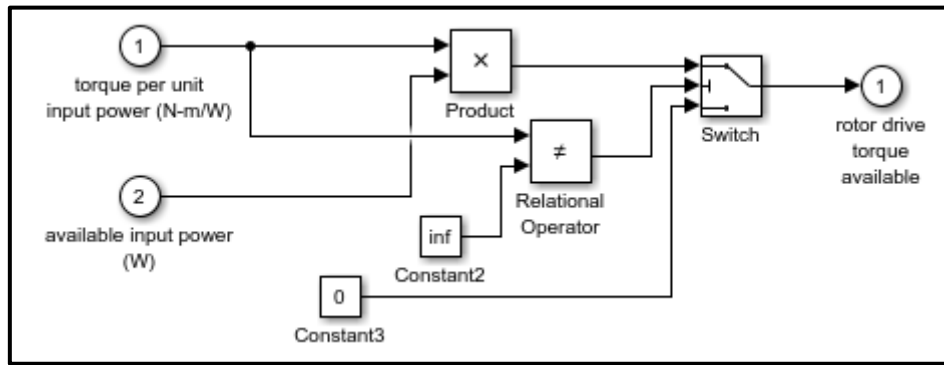 1
torque per unit
input power (N-m/W)
×
Product
Switch
1
rotor drive
torque
available
≠
Relational
Operator
2
available input power
(W)
inf
Constant2
0
Constant3